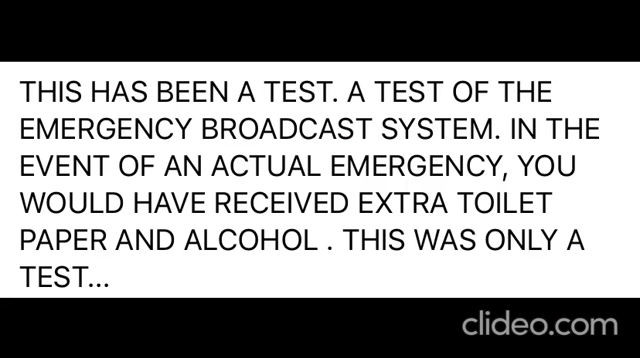 THIS HAS BEEN A TEST. A TEST OF THE
EMERGENCY BROADCAST SYSTEM. IN THE
EVENT OF AN ACTUAL EMERGENCY, YOU
WOULD HAVE RECEIVED EXTRA TOILET
PAPER AND ALCOHOL . THIS WAS ONLY A
TEST...
clideo.com